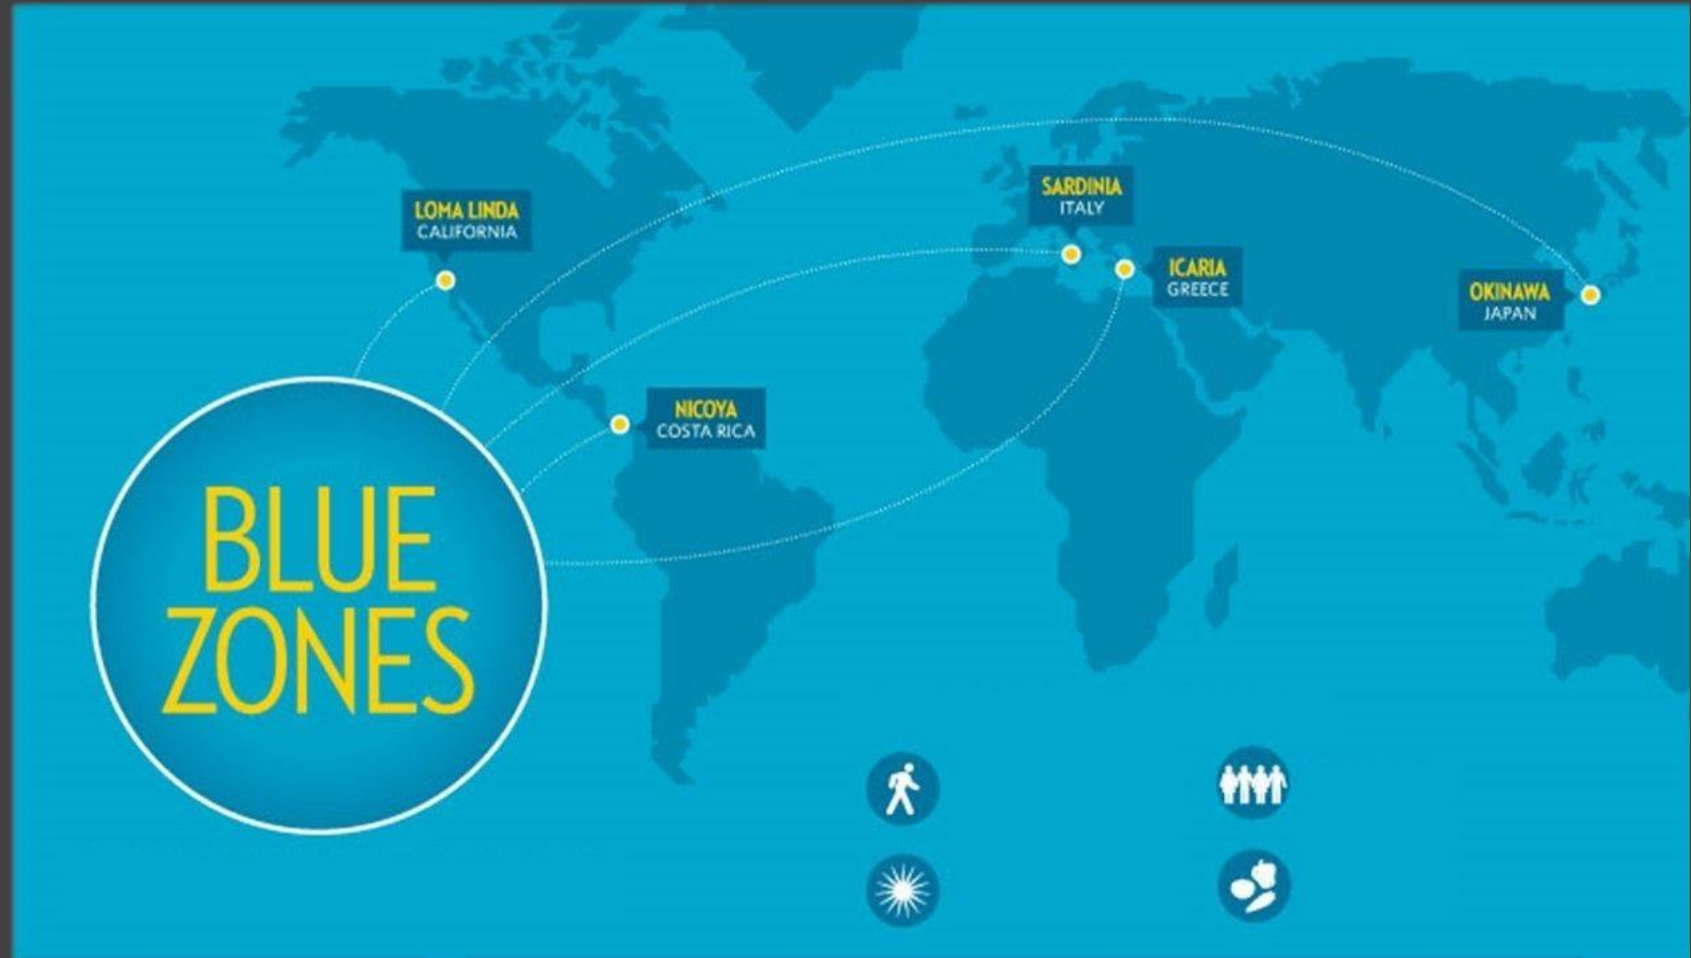 LOMA LINDA
CALIFORNIA
SARDINIA
ITALY
ICARIA
GREECE
OKINAWA
JAPAN
NICOYA
COSTA RICA
BLUE
ZONES